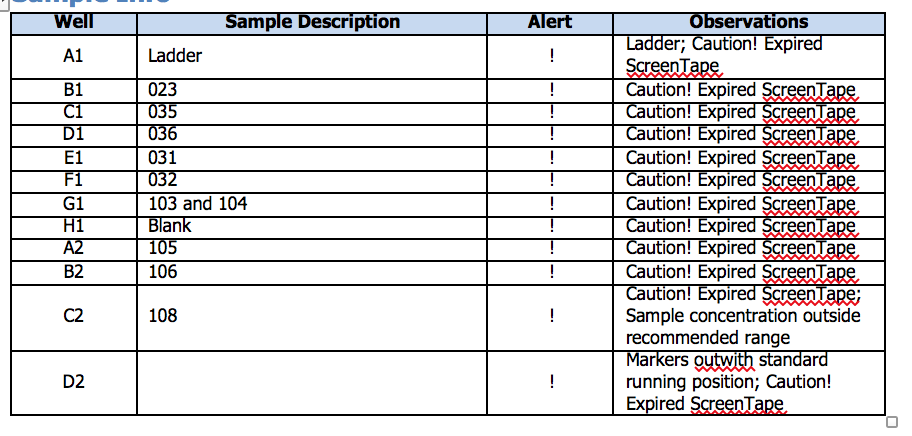 Well Sample Description Alert Observations
A1 Ladder ! Ladder; Caution! Expired
ScreenTape
B1 023 ! Caution! Expired ScreenTape
C1 035 ! Caution! Expired ScreenTape
D1 036 ! Caution! Expired ScreenTape
E1 031 ! Caution! Expired ScreenTape
F1 032 ! Caution! Expired ScreenTape
G1 103 and 104 ! Caution! Expired ScreenTape
H1 Blank ! Caution! Expired ScreenTape
A2 105 ! Caution! Expired ScreenTape
B2 106 ! Caution! Expired ScreenTape
C2 108 ! Caution! Expired ScreenTape;
Sample concentration outside
recommended range
D2 ! Markers outwith standard
running position; Caution!
Expired ScreenTape